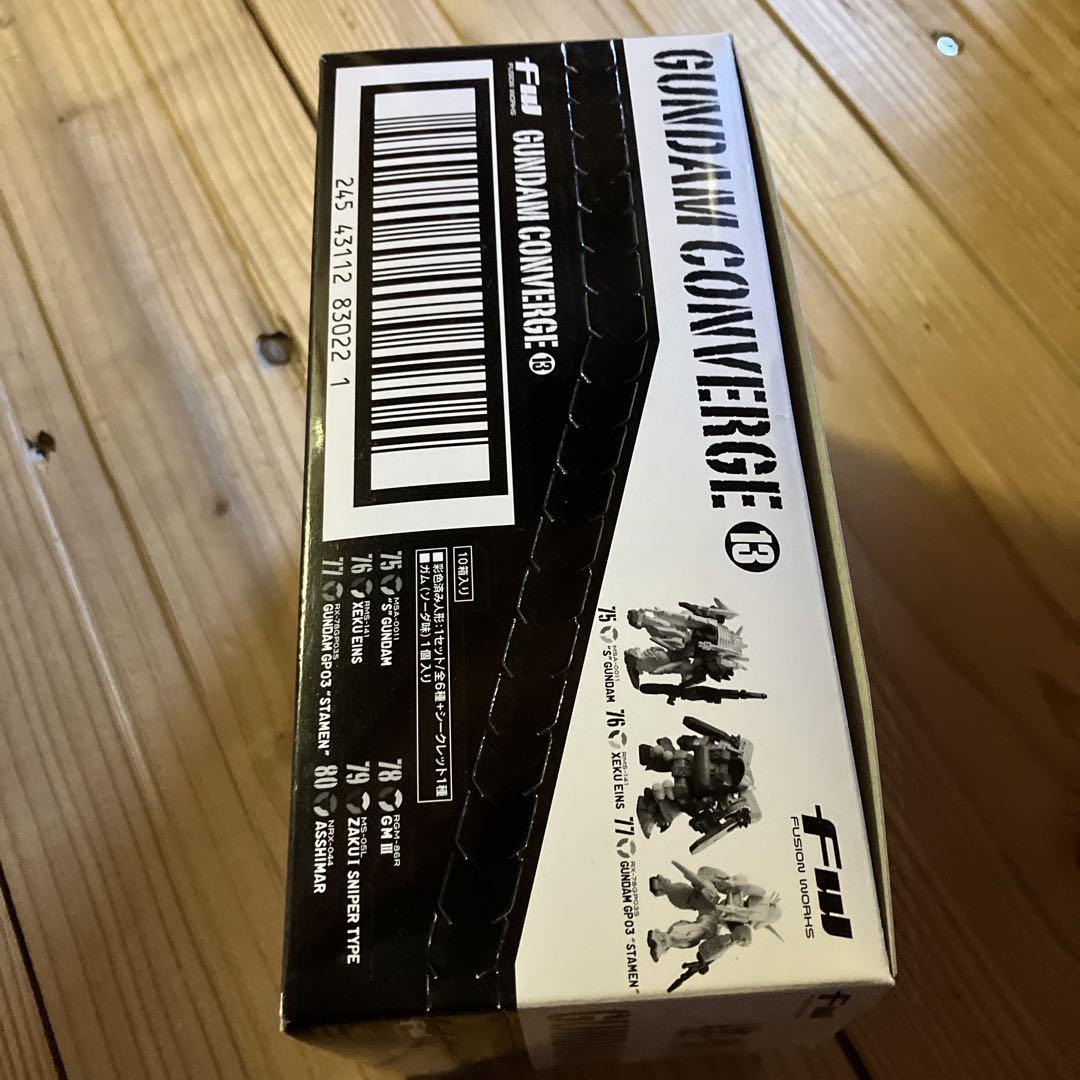 GUNDAM CONVERGE 13
fw
FUSION WORKS
75 MSA-0011 "S" GUNDAM
76 RMS-141 XEKU EINS
77 RX-78GP03S GUNDAM GP03 "STAMEN"
fw
FUSION WORKS
GUNDAM CONVERGE 13
245 43112 83022 1
10箱入り
■彩色済み人形:1セット/全6種+シークレット1種
■ガム(ソーダ味)1個入り
75 MSA-0011 "S" GUNDAM
76 RMS-141 XEKU EINS
77 RX-78GP03S GUNDAM GP03 "STAMEN"
78 RGM-86R GM III
79 MS-05L ZAKU I SNIPER TYPE
80 NRX-044 ASSHIMAR